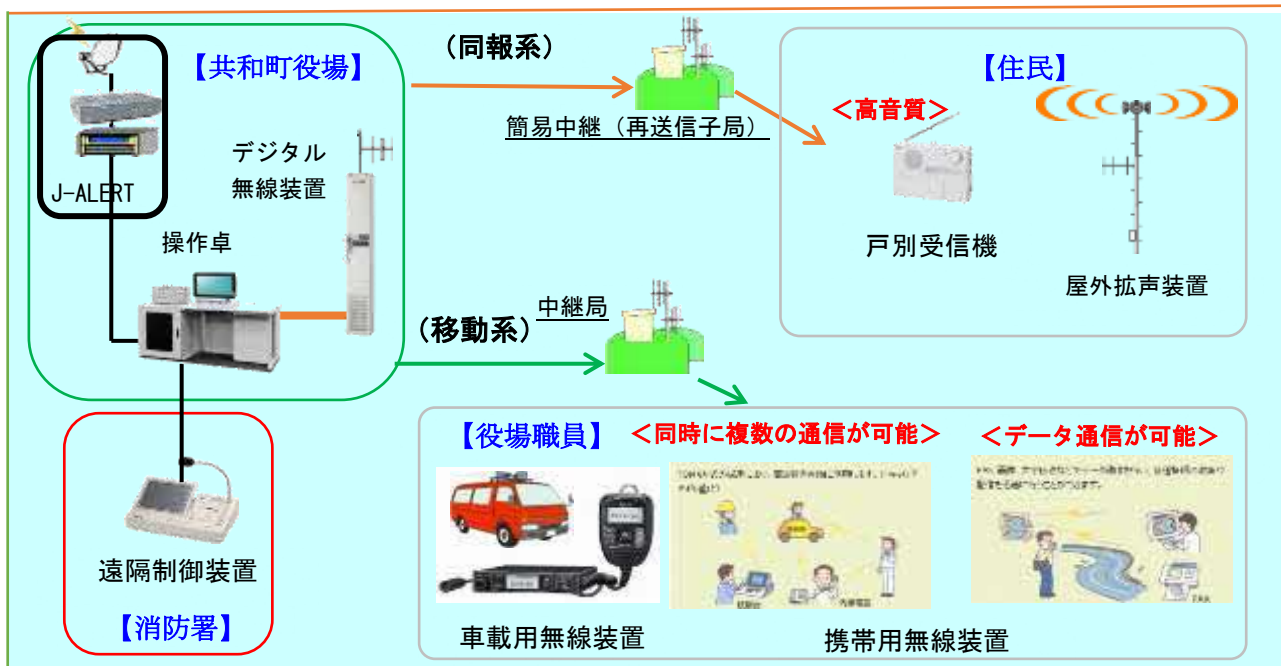 【共和町役場】
J-ALERT
デジタル
無線装置
操作卓
(同報系)
簡易中継（再送信子局）
【住民】
＜高音質＞
戸別受信機
屋外拡声装置
(移動系)
中継局
【消防署】
遠隔制御装置
【役場職員】
＜同時に複数の通信が可能＞
＜データ通信が可能＞
車載用無線装置
携帯用無線装置